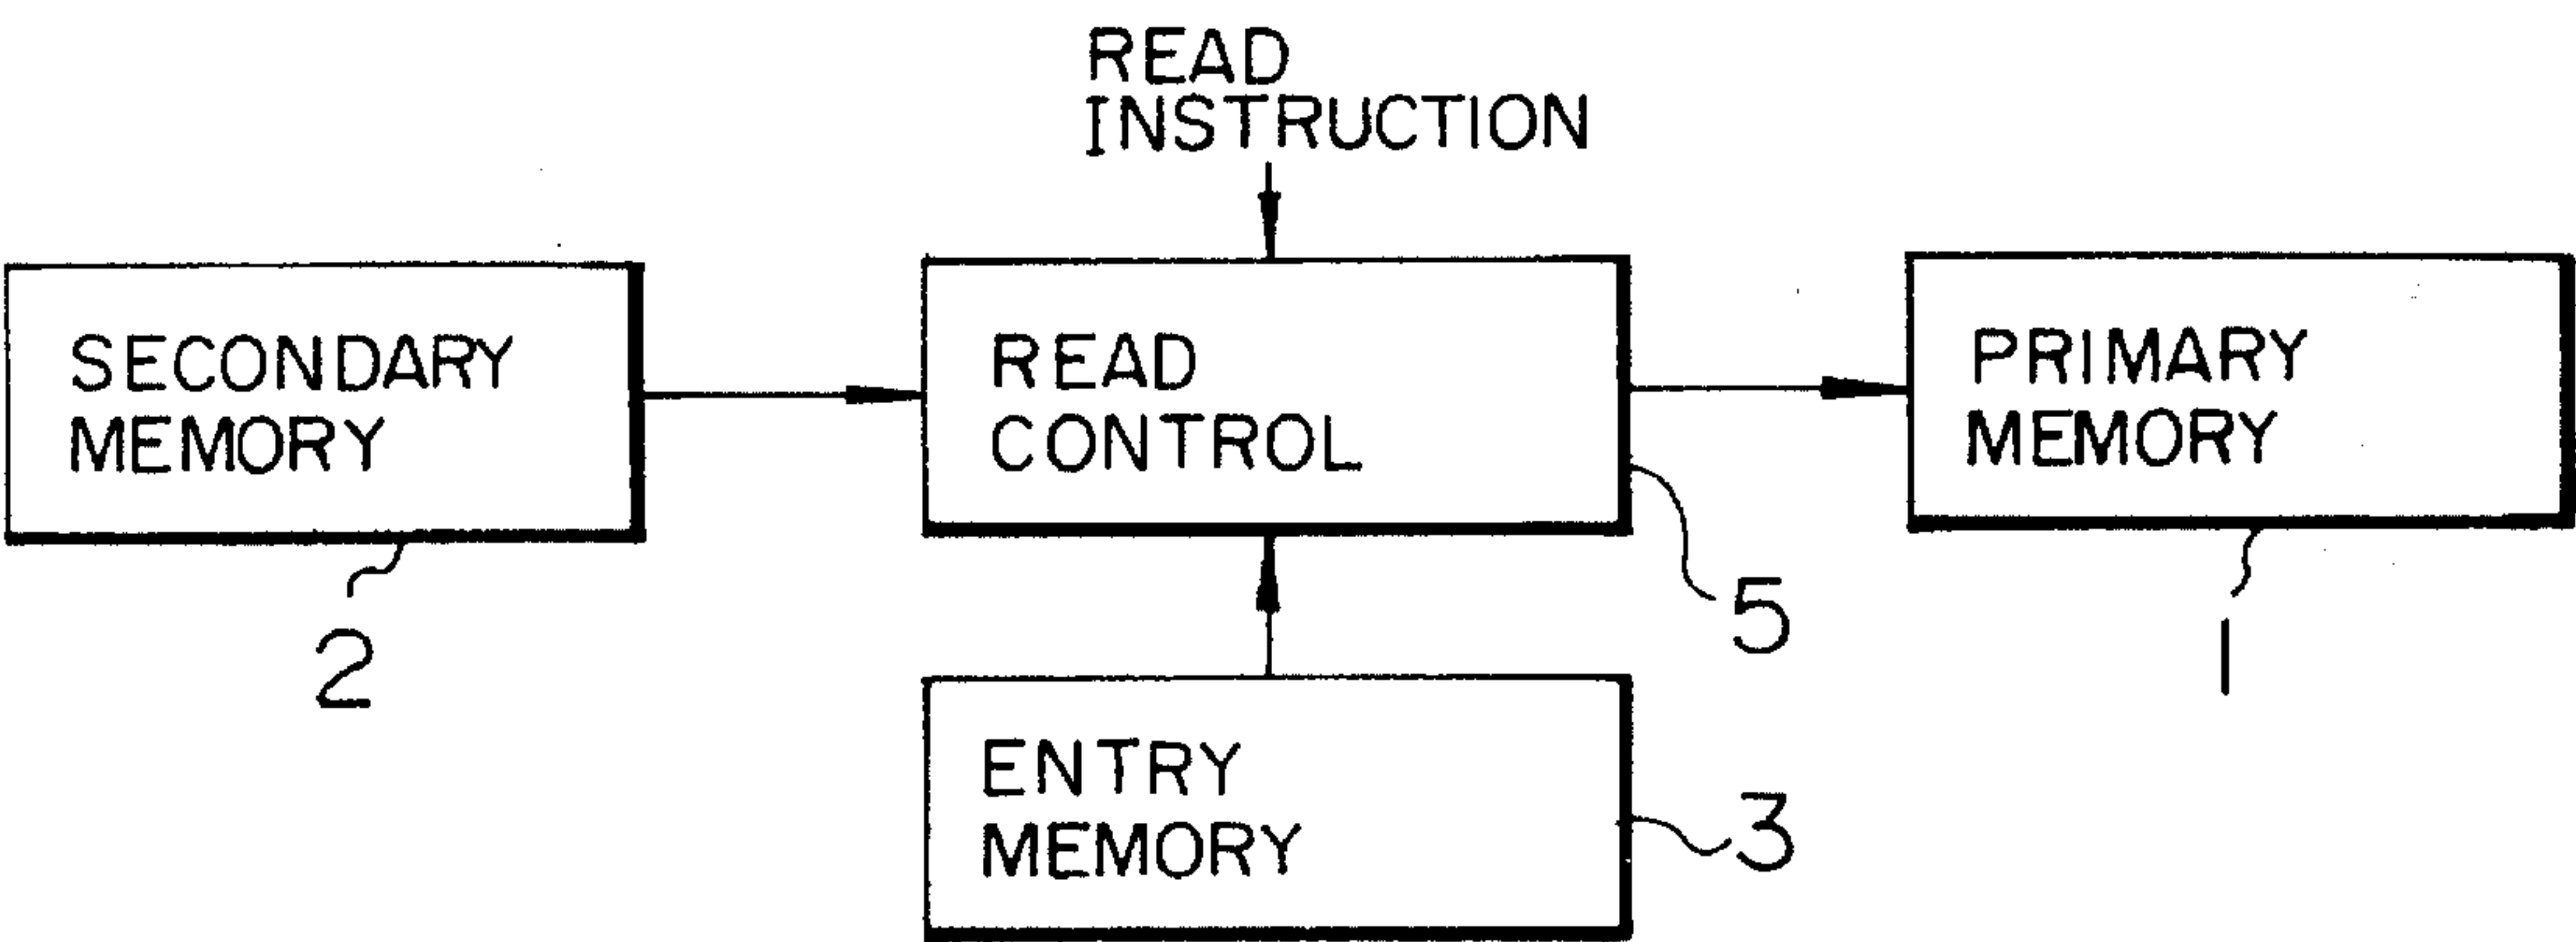 READ
INSTRUCTION
SECONDARY
MEMORY
READ
CONTROL
PRIMARY
MEMORY
2
5
1
ENTRY
MEMORY
3